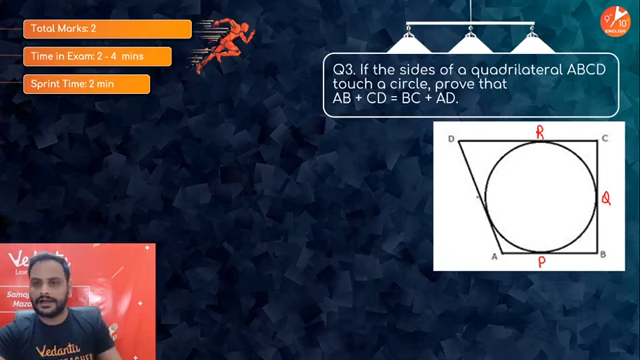 Total Marks: 2
Time in Exam: 2 - 4 mins
Sprint Time: 2 min
9 10
ENGLISH
Q3. If the sides of a quadrilateral ABCD
touch a circle, prove that
AB + CD = BC + AD.
D
R
C
Q
A
P
B
Vedantu
Vedantu